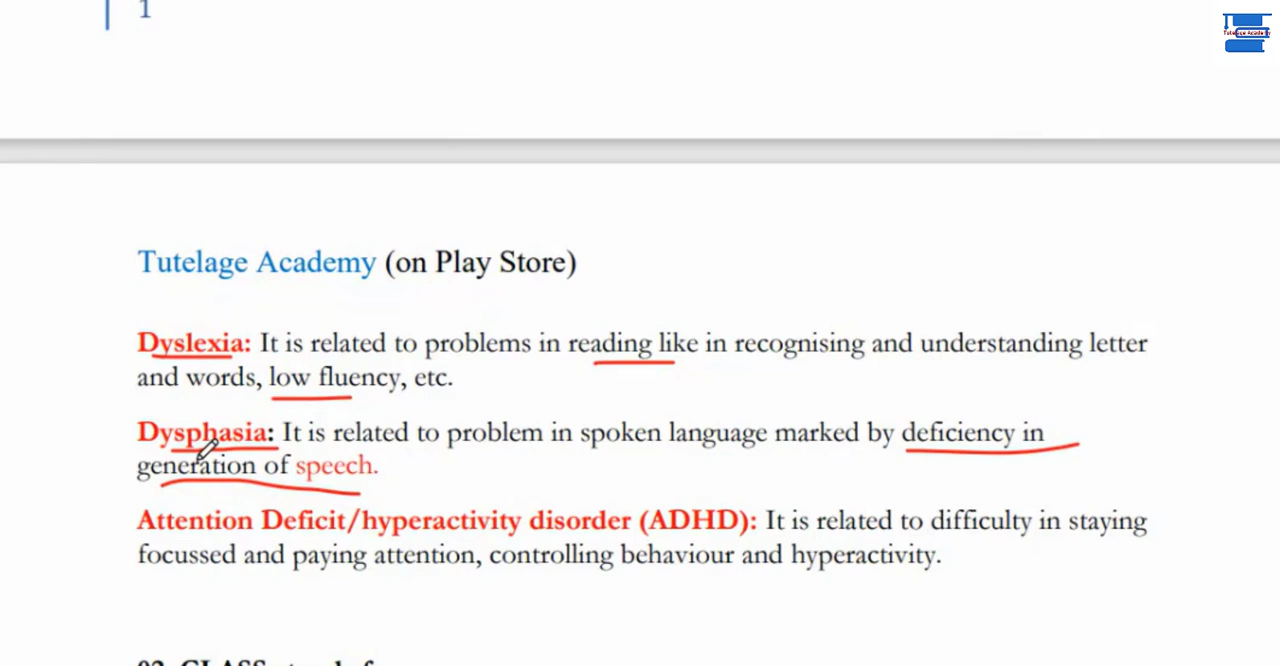 1
Tutelage Academy
Tutelage Academy (on Play Store)
Dyslexia: It is related to problems in reading like in recognising and understanding letter
and words, low fluency, etc.
Dysphasia: It is related to problem in spoken language marked by deficiency in
generation of speech.
Attention Deficit/hyperactivity disorder (ADHD): It is related to difficulty in staying
focussed and paying attention, controlling behaviour and hyperactivity.